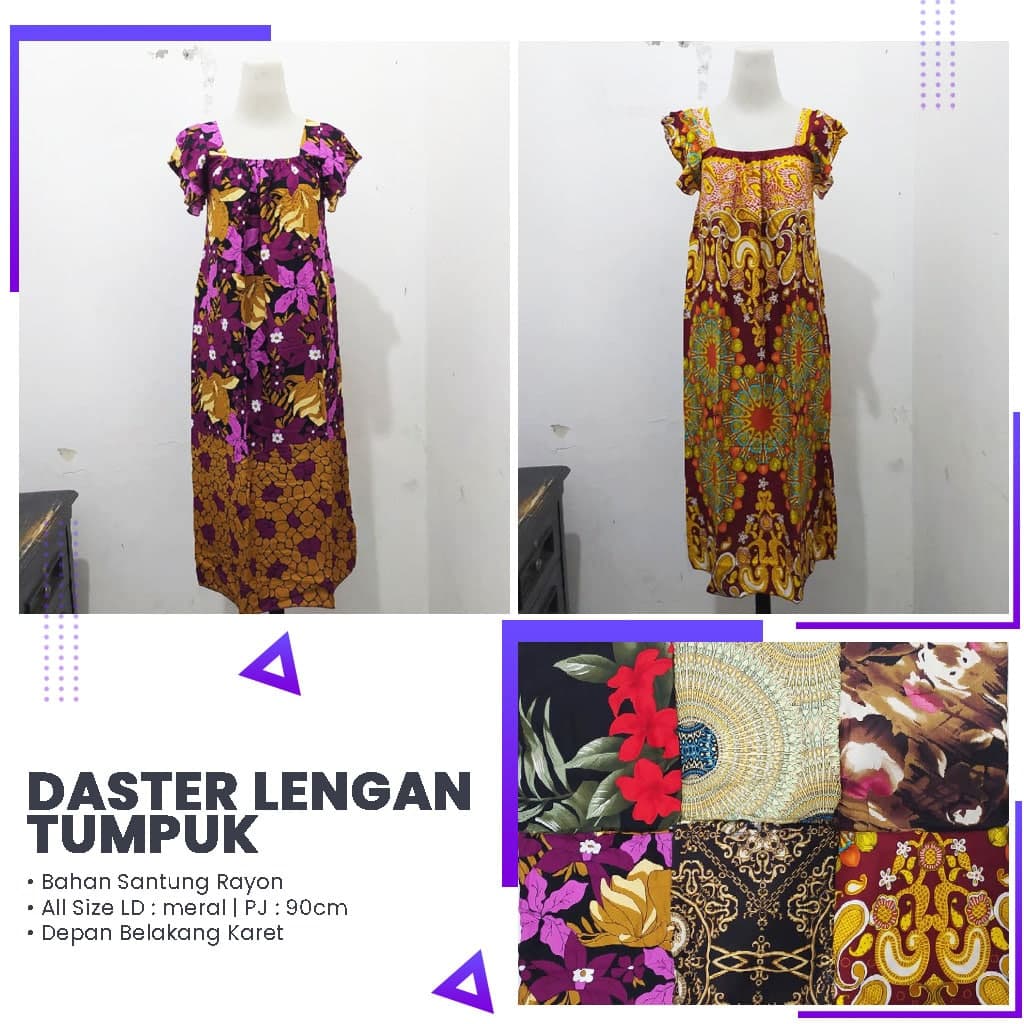 DASTER LENGAN
TUMPUK
• Bahan Santung Rayon
• All Size LD : meral | PJ : 90cm
• Depan Belakang Karet